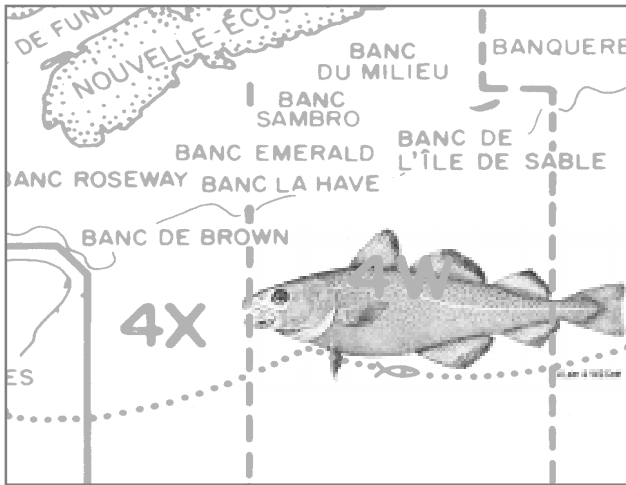 DE FUND
NOUVELLE-ÉCOS
BANC
DU MILIEU
BANQUERE
BANC
SAMBRO
BANC EMERALD
BANC DE
L'ÎLE DE SABLE
BANC ROSEWAY
BANC LA HAVE
BANC DE BROWN
4X
4W
ES